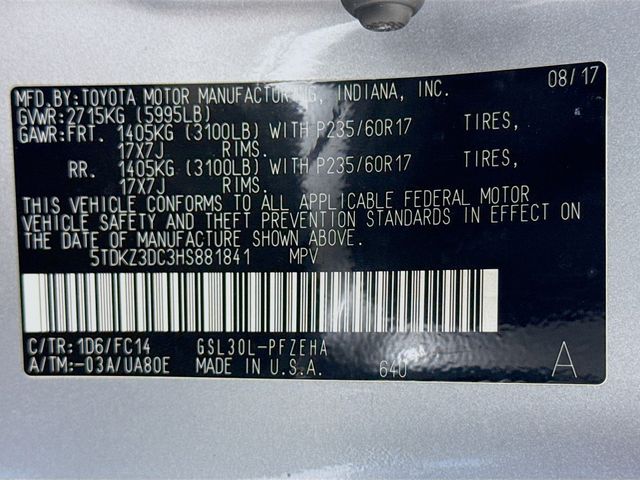 MFD.BY:TOYOTA MOTOR MANUFACTURING, INDIANA, INC. 08/17
GVWR:2715KG (5995LB)
GAWR:FRT. 1405KG (3100LB) WITH P235/60R17 TIRES,
17X7J RIMS.
RR. 1405KG (3100LB) WITH P235/60R17 TIRES,
17X7J RIMS.
THIS VEHICLE CONFORMS TO ALL APPLICABLE FEDERAL MOTOR
VEHICLE SAFETY AND THEFT PREVENTION STANDARDS IN EFFECT ON
THE DATE OF MANUFACTURE SHOWN ABOVE.
5TDKZ3DC3HS881841 MPV
C/TR:1D6/FC14 GSL30L-PFZEHA
A/TM:-03A/UA80E MADE IN U.S.A. 64U A